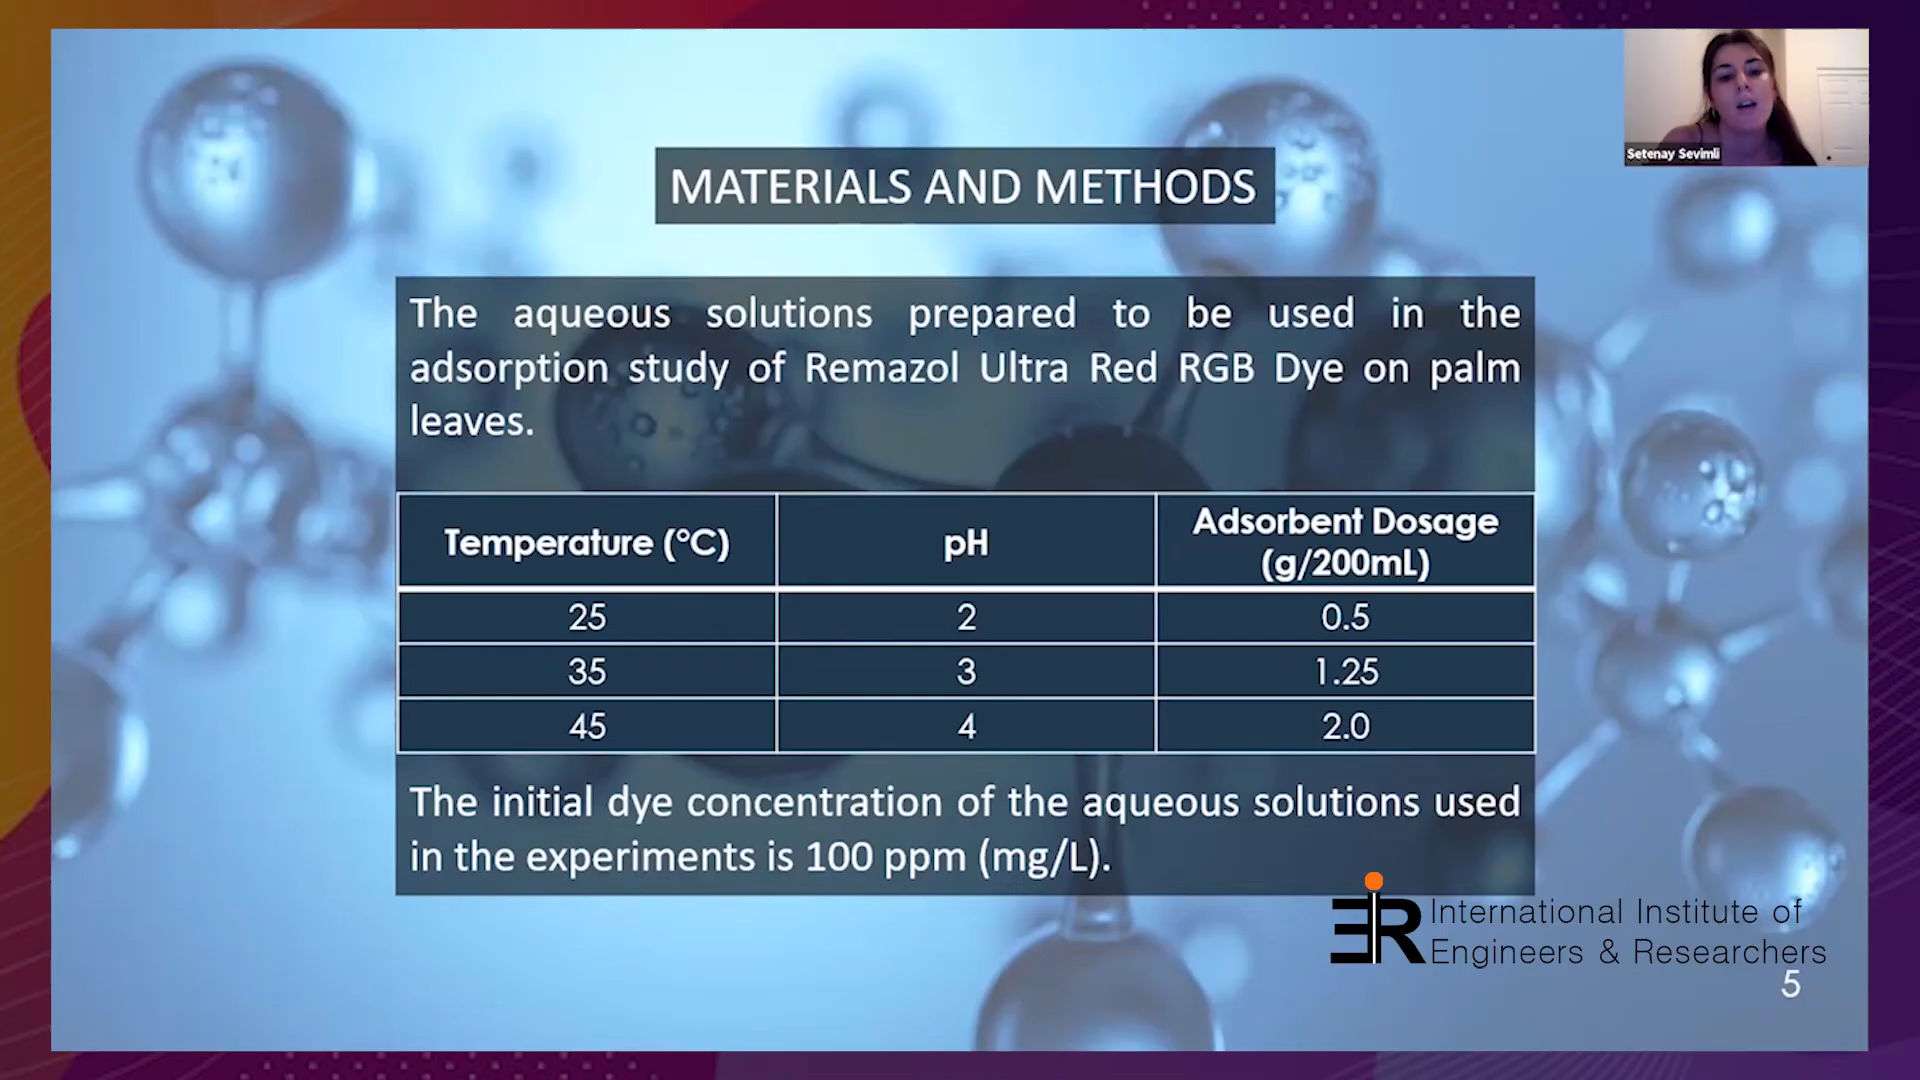 Setenay Sevimli
MATERIALS AND METHODS
The aqueous solutions prepared to be used in the
adsorption study of Remazol Ultra Red RGB Dye on palm
leaves.
Temperature (°C) pH Adsorbent Dosage
(g/200mL)
25 2 0.5
35 3 1.25
45 4 2.0
The initial dye concentration of the aqueous solutions used
in the experiments is 100 ppm (mg/L).
IIER International Institute of
Engineers & Researchers
5